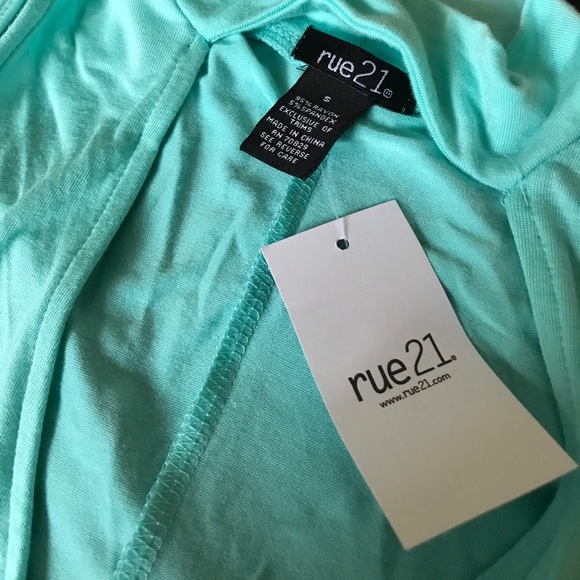 rue21®
S
95% RAYON
5% SPANDEX
EXCLUSIVE OF
TRIMS
MADE IN CHINA
RN 70829
SEE REVERSE
FOR CARE
rue21®
www.rue21.com